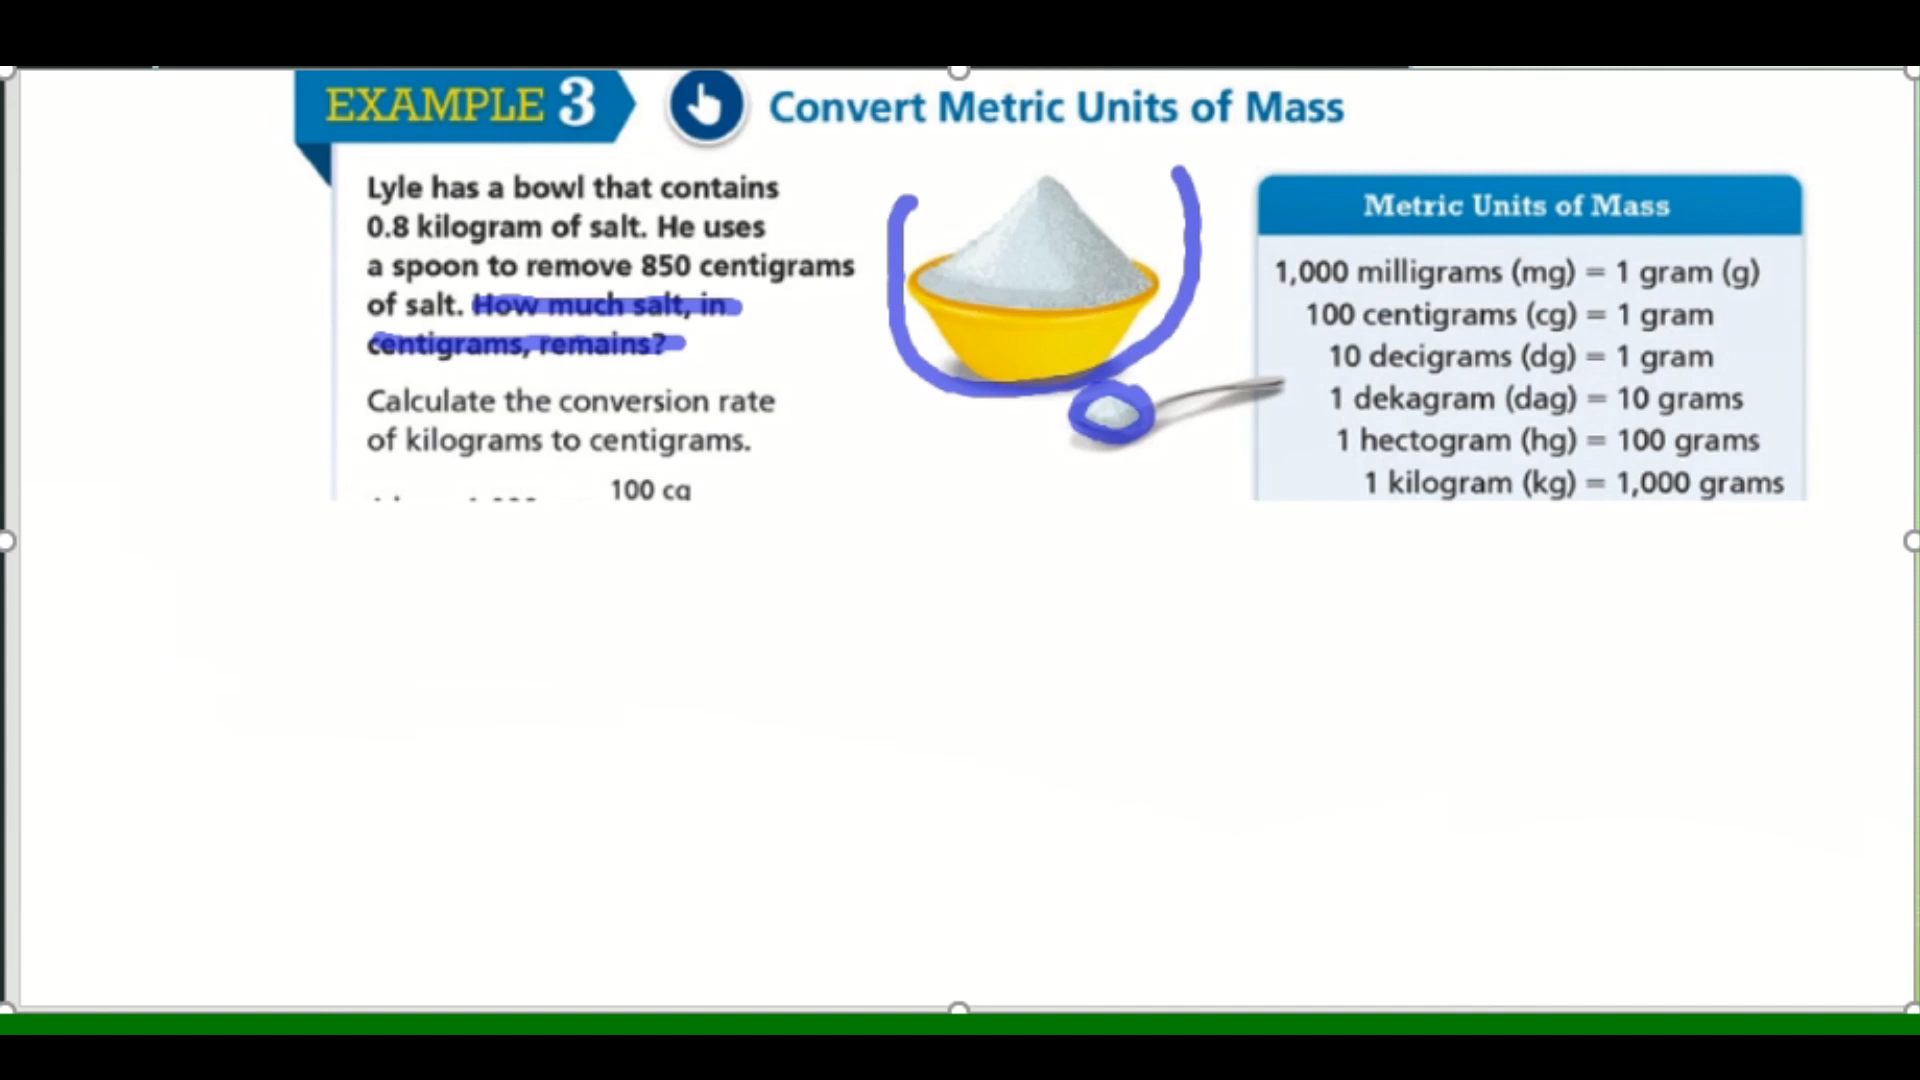 EXAMPLE 3
Convert Metric Units of Mass
Lyle has a bowl that contains
0.8 kilogram of salt. He uses
a spoon to remove 850 centigrams
of salt. How much salt, in
centigrams, remains?
Calculate the conversion rate
of kilograms to centigrams.
100 cg
Metric Units of Mass
1,000 milligrams (mg) = 1 gram (g)
100 centigrams (cg) = 1 gram
10 decigrams (dg) = 1 gram
1 dekagram (dag) = 10 grams
1 hectogram (hg) = 100 grams
1 kilogram (kg) = 1,000 grams